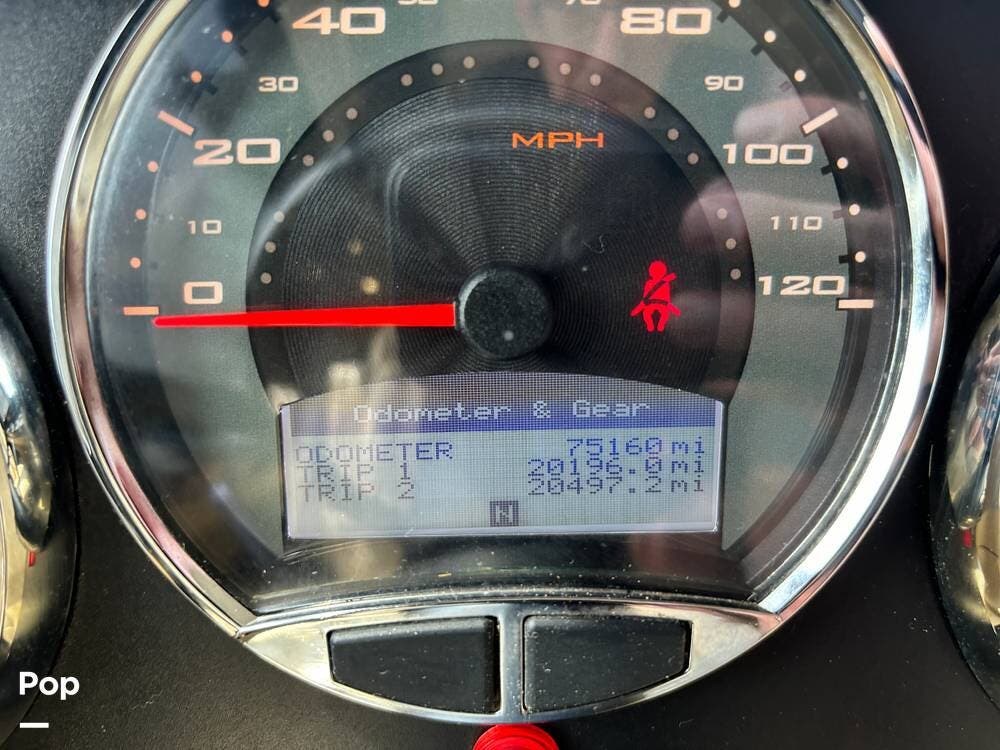 40
80
30
90
MPH
20
100
10
110
0
120
Odometer & Gear
ODOMETER 75160 mi
TRIP 1 20196.0 mi
TRIP 2 20497.2 mi
N
Pop